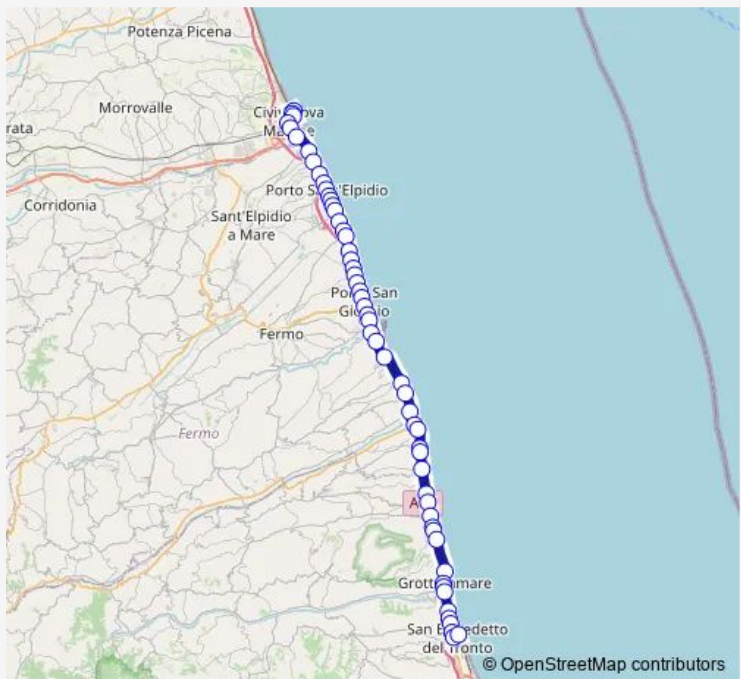 Potenza Picena
Morrovalle
rata
Corridonia
Porto Sant'Elpidio
Sant'Elpidio
a Mare
Fermo
Fermo
San Benedetto
del Tronto
© OpenStreetMap contributors